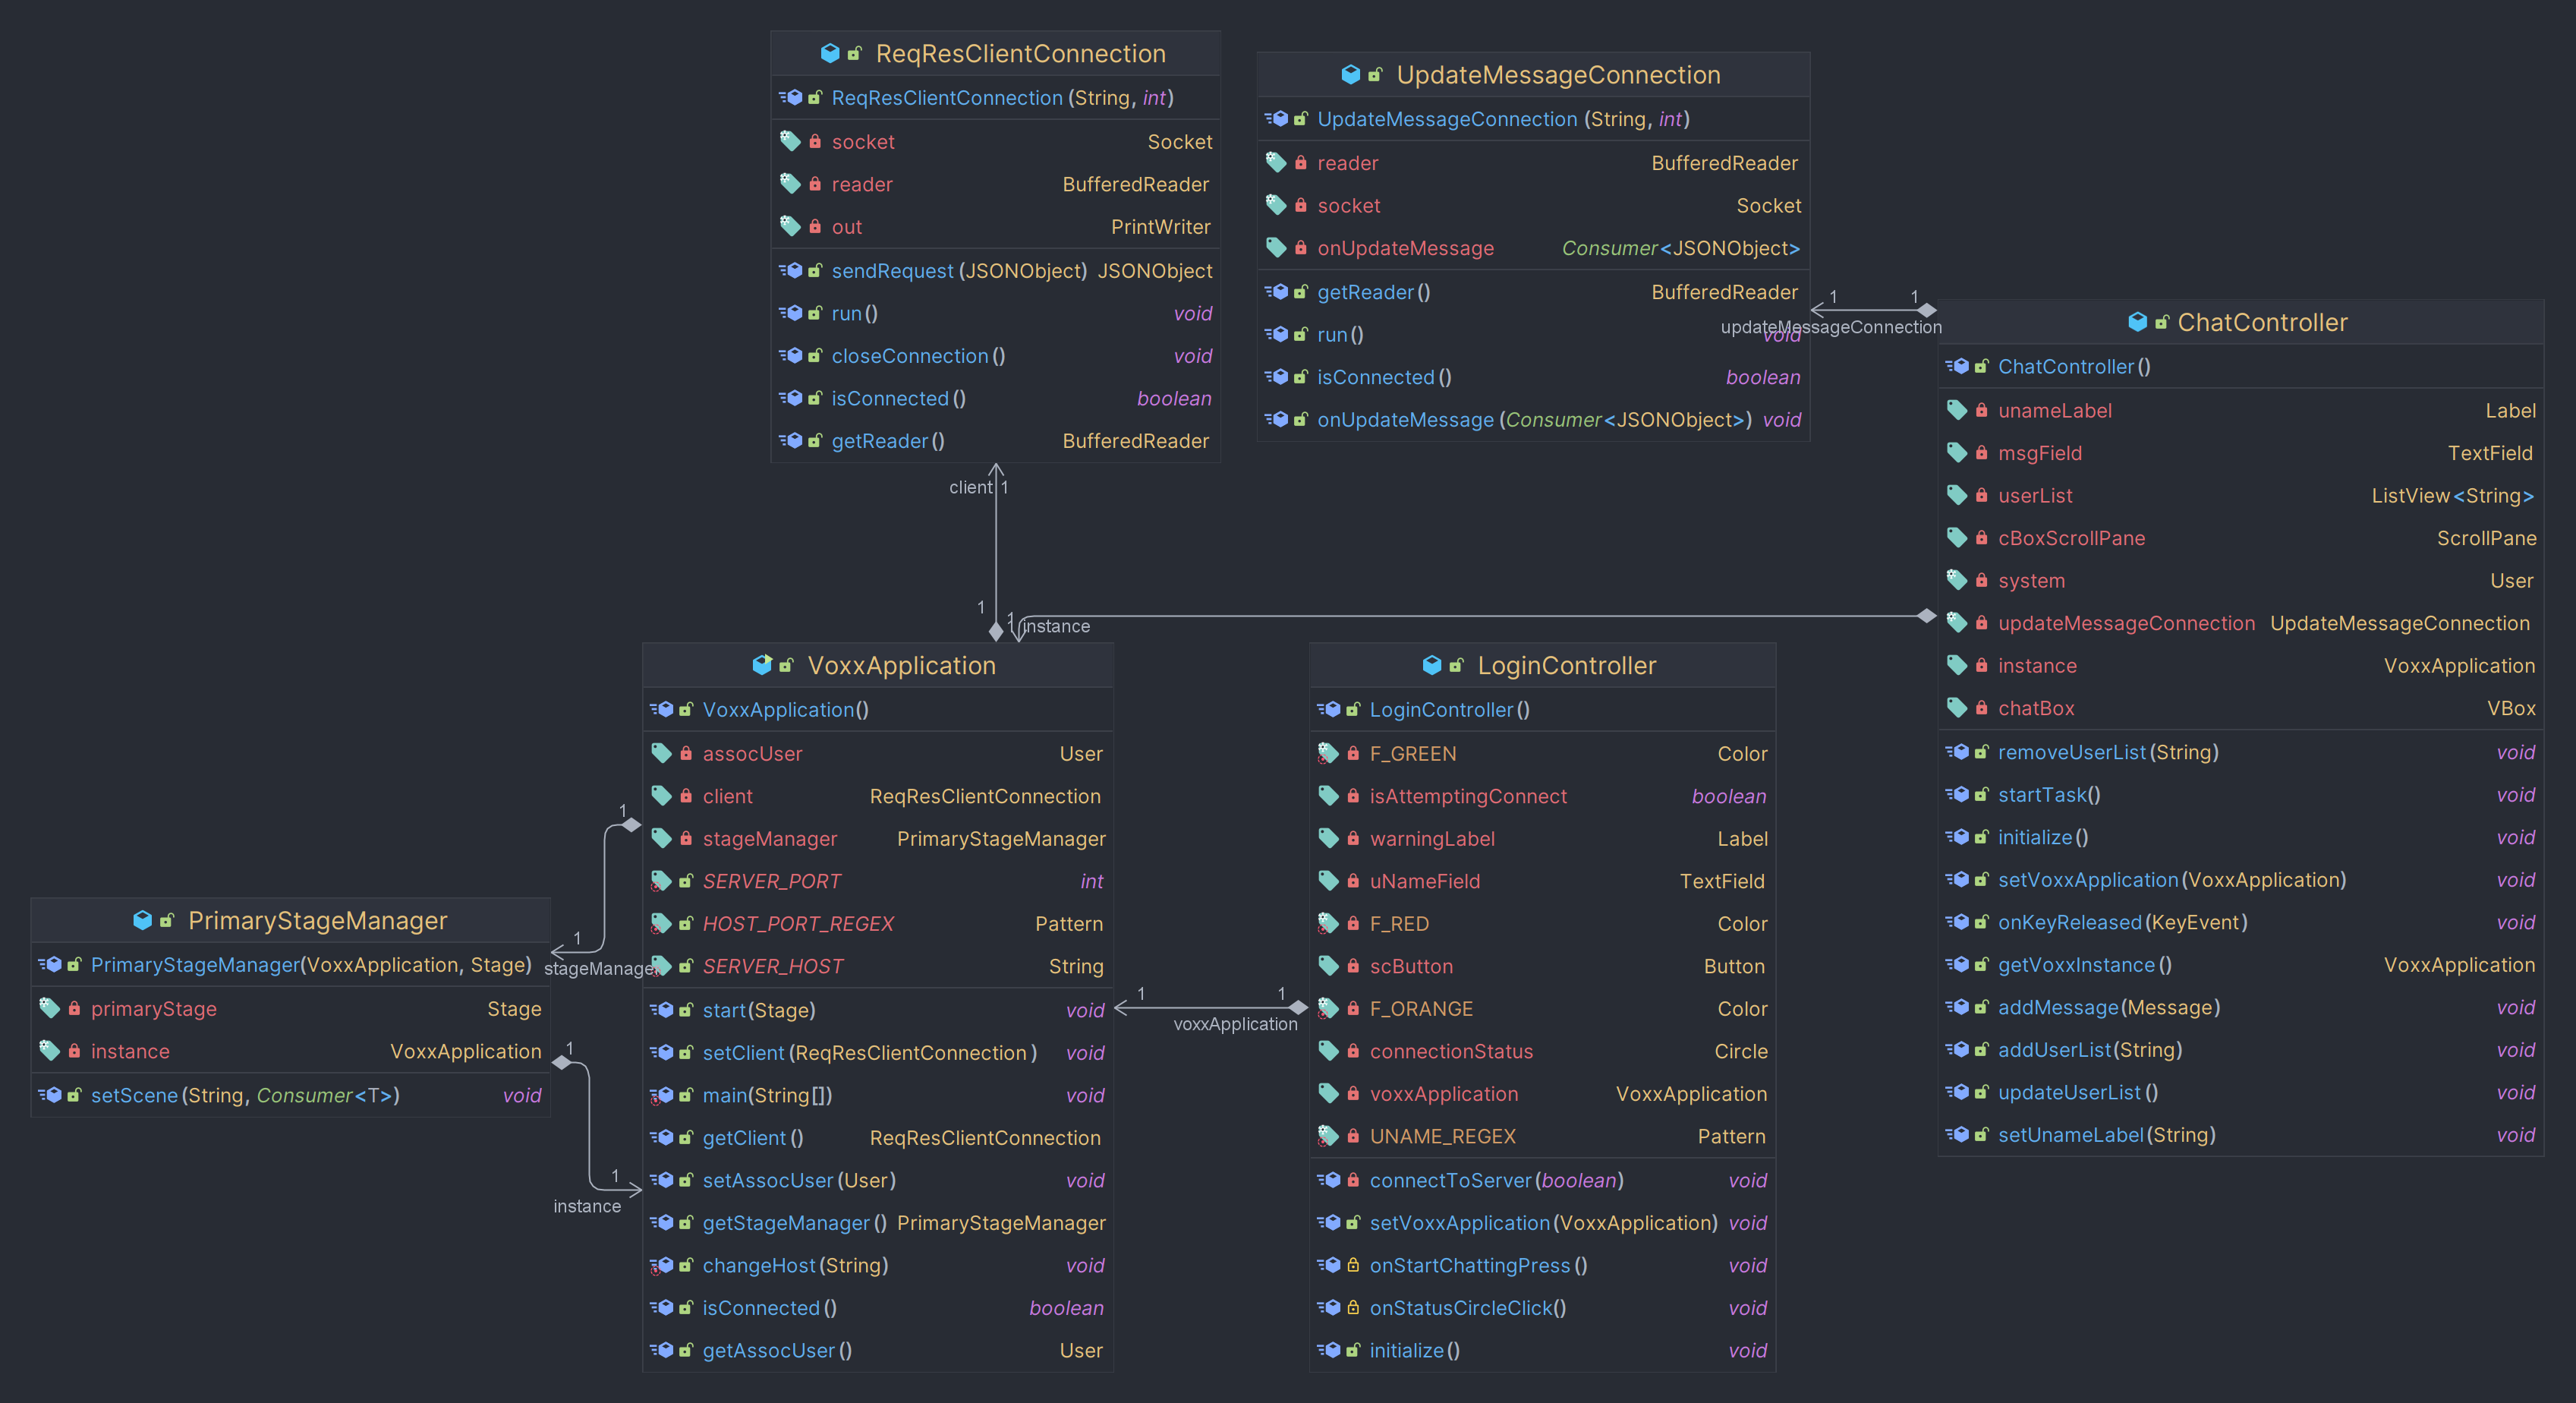 ReqResClientConnection
ReqResClientConnection (String, int)
socket Socket
reader BufferedReader
out PrintWriter
sendRequest (JSONObject) JSONObject
run() void
closeConnection() void
isConnected() boolean
getReader() BufferedReader
UpdateMessageConnection
UpdateMessageConnection (String, int)
reader BufferedReader
socket Socket
onUpdateMessage Consumer<JSONObject>
getReader() BufferedReader
run() void
isConnected() boolean
onUpdateMessage (Consumer<JSONObject>) void
1 1
updateMessageConnection
ChatController
ChatController()
unameLabel Label
msgField TextField
userList ListView<String>
cBoxScrollPane ScrollPane
system User
updateMessageConnection UpdateMessageConnection
instance VoxxApplication
chatBox VBox
removeUserList(String) void
startTask() void
initialize() void
setVoxxApplication(VoxxApplication) void
onKeyReleased(KeyEvent) void
getVoxxInstance() VoxxApplication
addMessage(Message) void
addUserList(String) void
updateUserList() void
setUnameLabel(String) void
client 1
1
1
instance
VoxxApplication
VoxxApplication()
assocUser User
client ReqResClientConnection
stageManager PrimaryStageManager
SERVER_PORT int
HOST_PORT_REGEX Pattern
SERVER_HOST String
start(Stage) void
setClient(ReqResClientConnection) void
main(String[]) void
getClient() ReqResClientConnection
setAssocUser(User) void
getStageManager() PrimaryStageManager
changeHost(String) void
isConnected() boolean
getAssocUser() User
LoginController
LoginController()
F_GREEN Color
isAttemptingConnect boolean
warningLabel Label
uNameField TextField
F_RED Color
scButton Button
F_ORANGE Color
connectionStatus Circle
voxxApplication VoxxApplication
UNAME_REGEX Pattern
connectToServer(boolean) void
setVoxxApplication(VoxxApplication) void
onStartChattingPress() void
onStatusCircleClick() void
initialize() void
1 1
voxxApplication
1
1
stageManager
PrimaryStageManager
PrimaryStageManager(VoxxApplication, Stage)
primaryStage Stage
instance VoxxApplication
setScene(String, Consumer<T>) void
1
1
instance